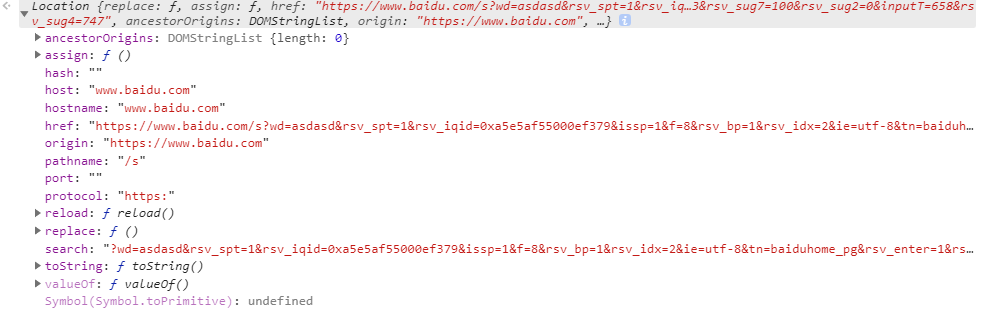 Location {replace: ƒ, assign: ƒ, href: "https://www.baidu.com/s?wd=asdasd&rsv_spt=1&rsv_iq…3&rsv_sug7=100&rsv_sug2=0&inputT=658&rs
v_sug4=747", ancestorOrigins: DOMStringList, origin: "https://www.baidu.com", …} i
ancestorOrigins: DOMStringList {length: 0}
assign: ƒ ()
hash: ""
host: "www.baidu.com"
hostname: "www.baidu.com"
href: "https://www.baidu.com/s?wd=asdasd&rsv_spt=1&rsv_iqid=0xa5e5af55000ef379&issp=1&f=8&rsv_bp=1&rsv_idx=2&ie=utf-8&tn=baiduh…
origin: "https://www.baidu.com"
pathname: "/s"
port: ""
protocol: "https:"
reload: ƒ reload()
replace: ƒ ()
search: "?wd=asdasd&rsv_spt=1&rsv_iqid=0xa5e5af55000ef379&issp=1&f=8&rsv_bp=1&rsv_idx=2&ie=utf-8&tn=baiduhome_pg&rsv_enter=1&rs…
toString: ƒ toString()
valueOf: ƒ valueOf()
Symbol(Symbol.toPrimitive): undefined